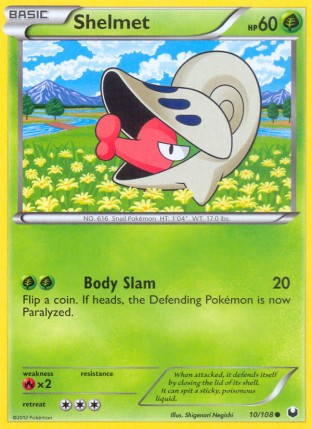 BASIC
Shelmet HP60
NO. 616 Snail Pokémon HT: 1'04" WT: 17.0 lbs.
Body Slam 20
Flip a coin. If heads, the Defending Pokémon is now
Paralyzed.
weakness resistance
×2
retreat
When attacked, it defends itself
by closing the lid of its shell.
It can spit a sticky, poisonous
liquid.
©2012 Pokémon Illus. Shigenori Negishi 10/108